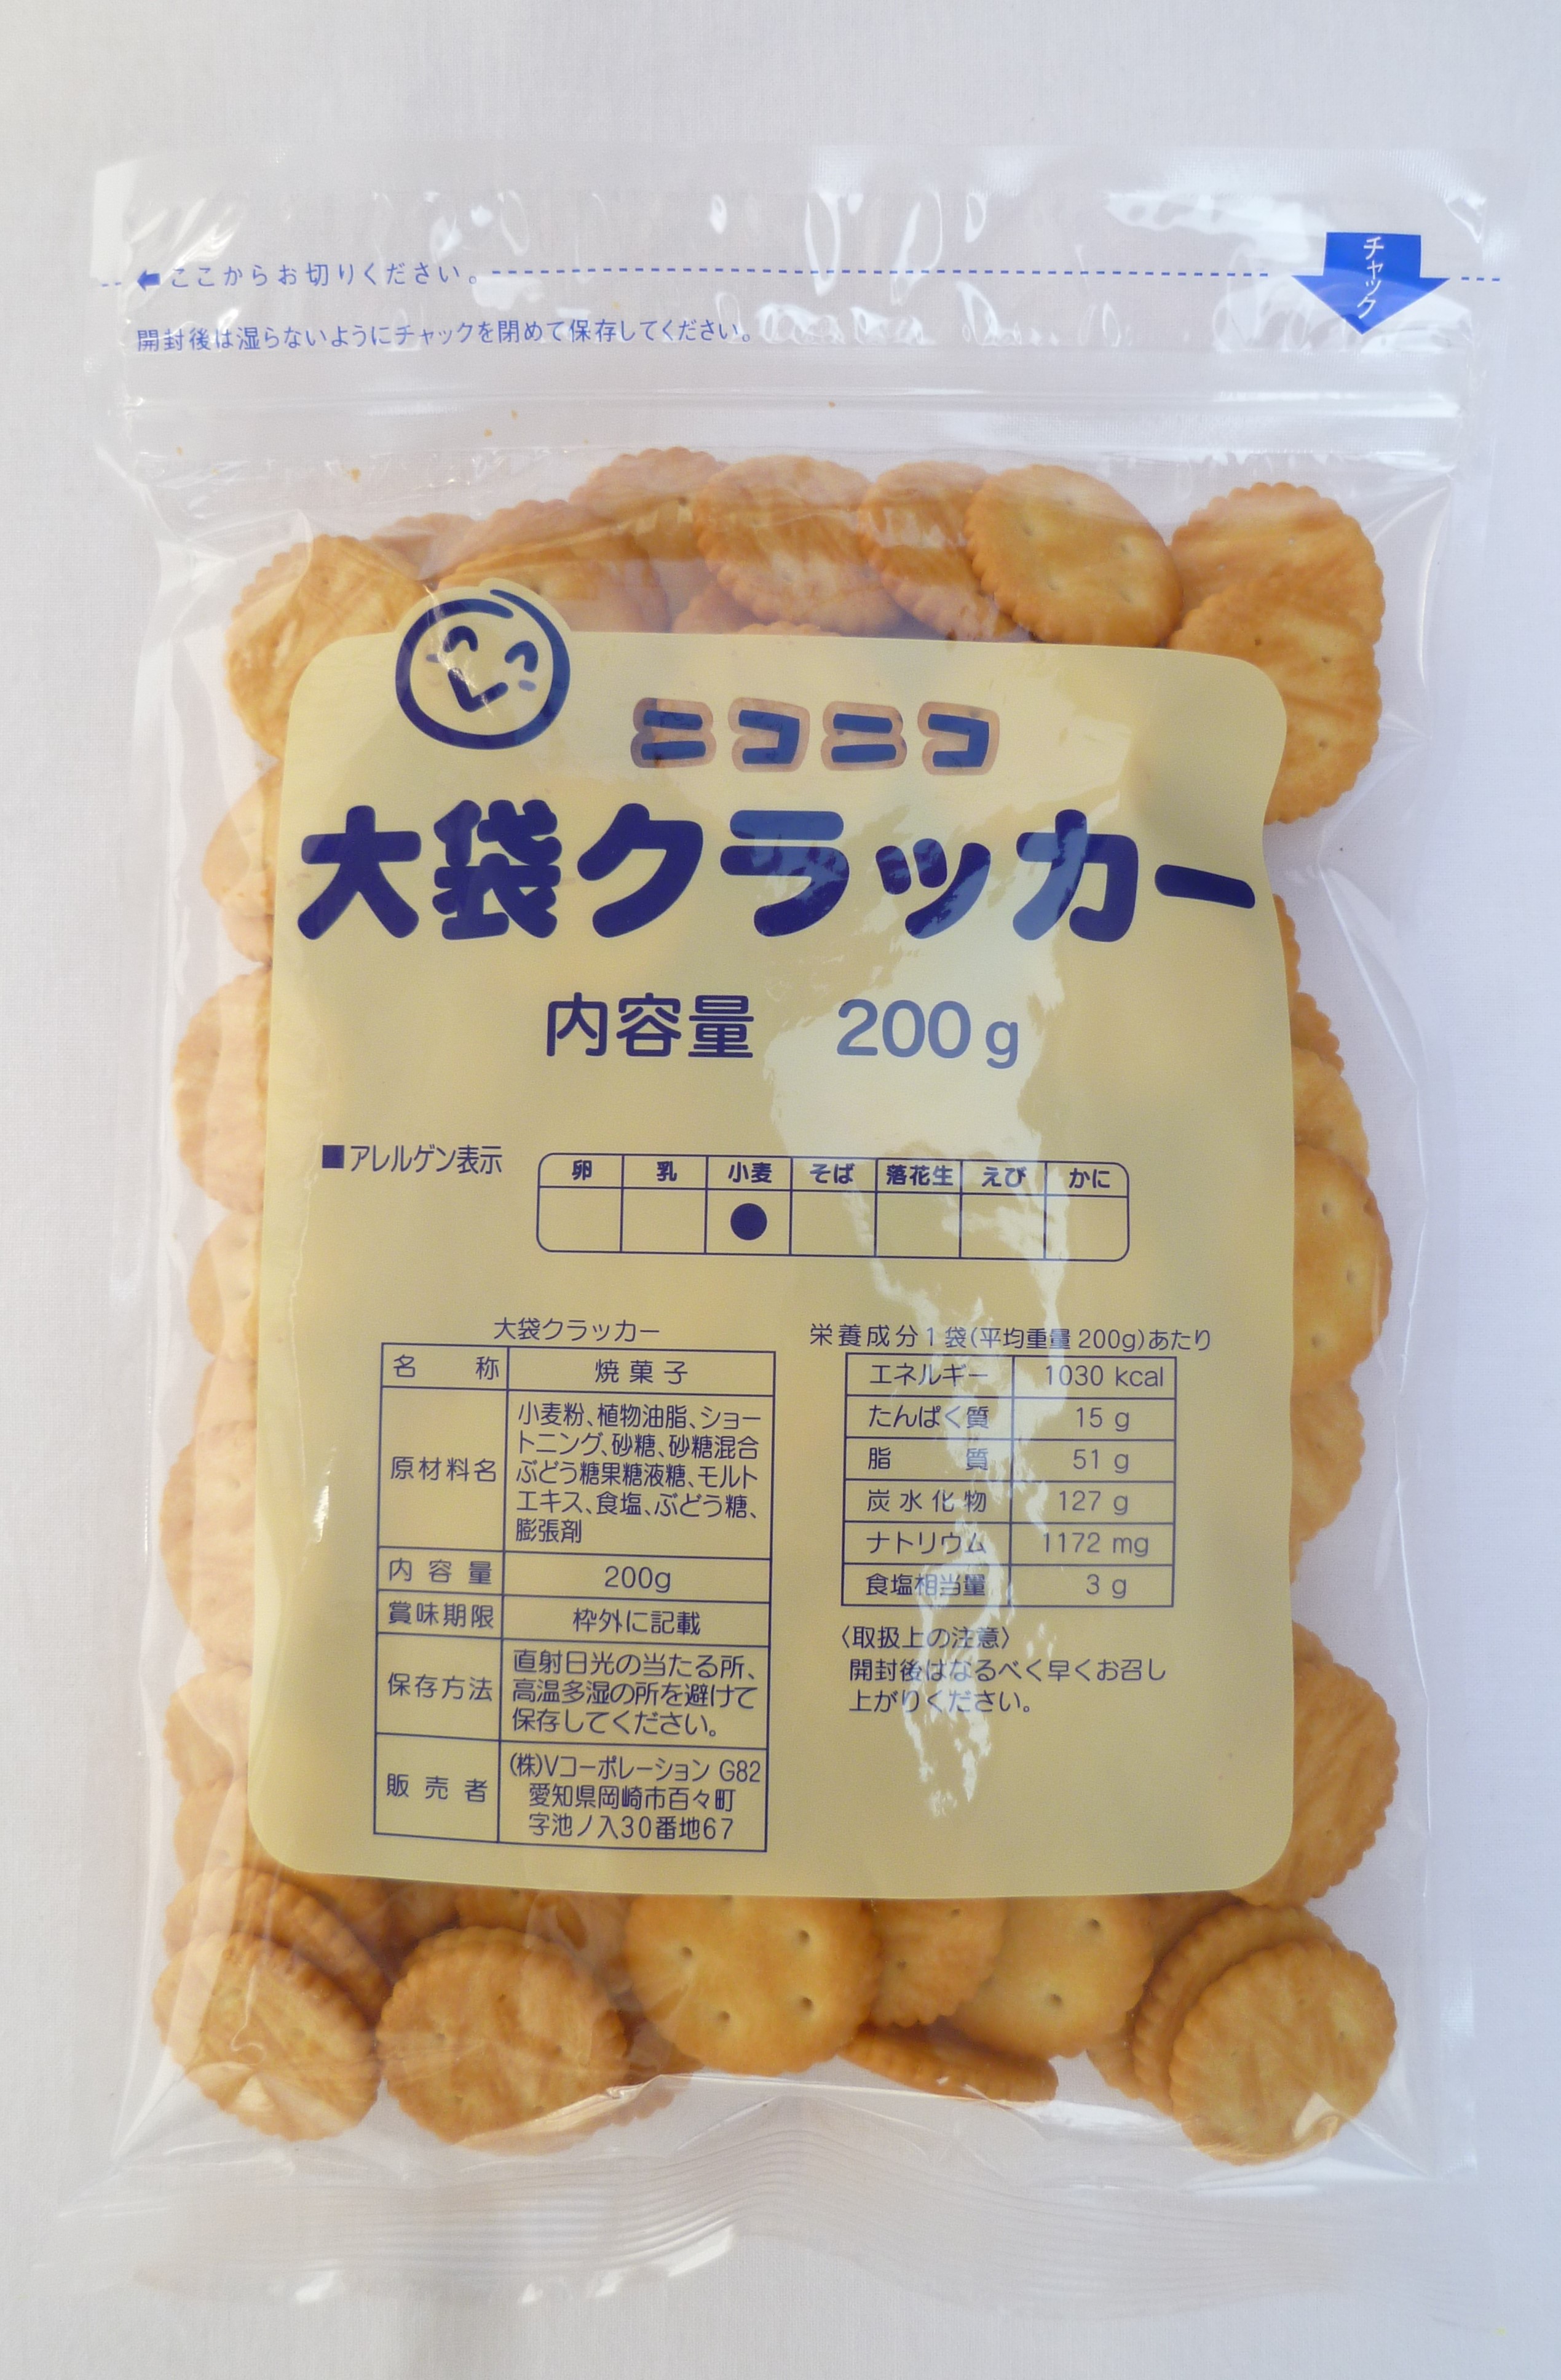 ここからお切りください。
チャック
開封後は湿らないようにチャックを閉めて保存してください。
ニコニコ
大袋クラッカー
内容量 200g
■アレルゲン表示
卵 乳 小麦 そば 落花生 えび かに
●
大袋クラッカー
名称 焼菓子
原材料名 小麦粉、植物油脂、ショー
トニング、砂糖、砂糖混合
ぶどう糖果糖液糖、モルト
エキス、食塩、ぶどう糖、
膨張剤
内容量 200g
賞味期限 枠外に記載
保存方法 直射日光の当たる所、
高温多湿の所を避けて
保存してください。
販売者 (株)Vコーポレーション G82
愛知県岡崎市百々町
字池ノ入30番地67
栄養成分1袋(平均重量200g)あたり
エネルギー 1030 kcal
たんぱく質 15 g
脂質 51 g
炭水化物 127 g
ナトリウム 1172 mg
食塩相当量 3 g
〈取扱上の注意〉
開封後はなるべく早くお召し
上がりください。